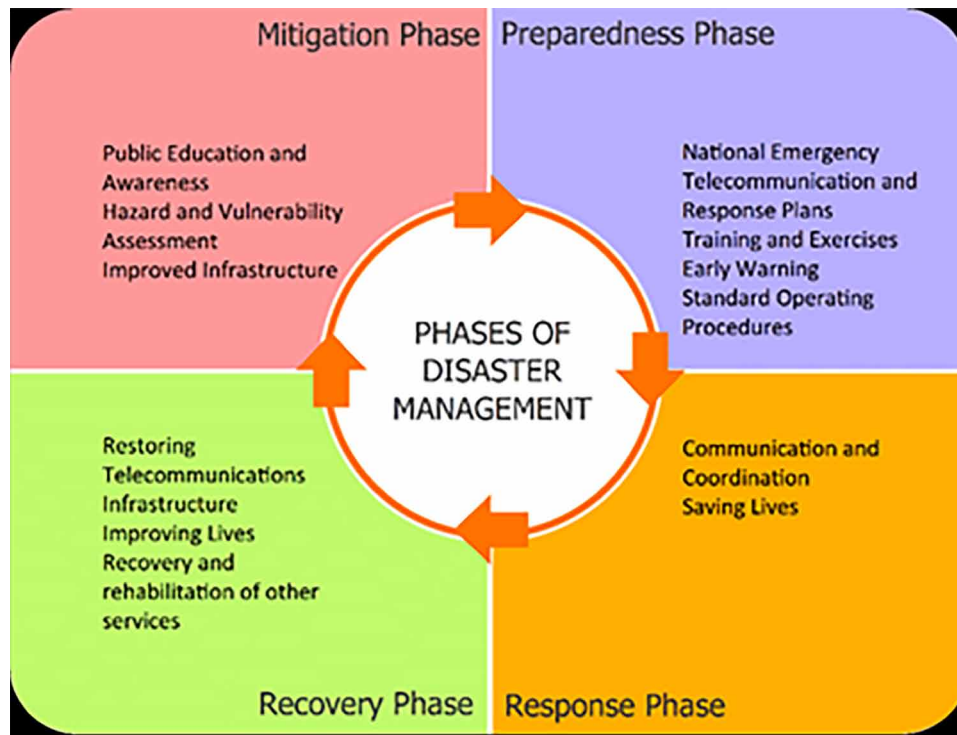 Mitigation Phase
Preparedness Phase
Public Education and
Awareness
Hazard and Vulnerability
Assessment
Improved Infrastructure
National Emergency
Telecommunication and
Response Plans
Training and Exercises
Early Warning
Standard Operating
Procedures
PHASES OF
DISASTER
MANAGEMENT
Restoring
Telecommunications
Infrastructure
Improving Lives
Recovery and
rehabilitation of other
services
Communication and
Coordination
Saving Lives
Recovery Phase
Response Phase